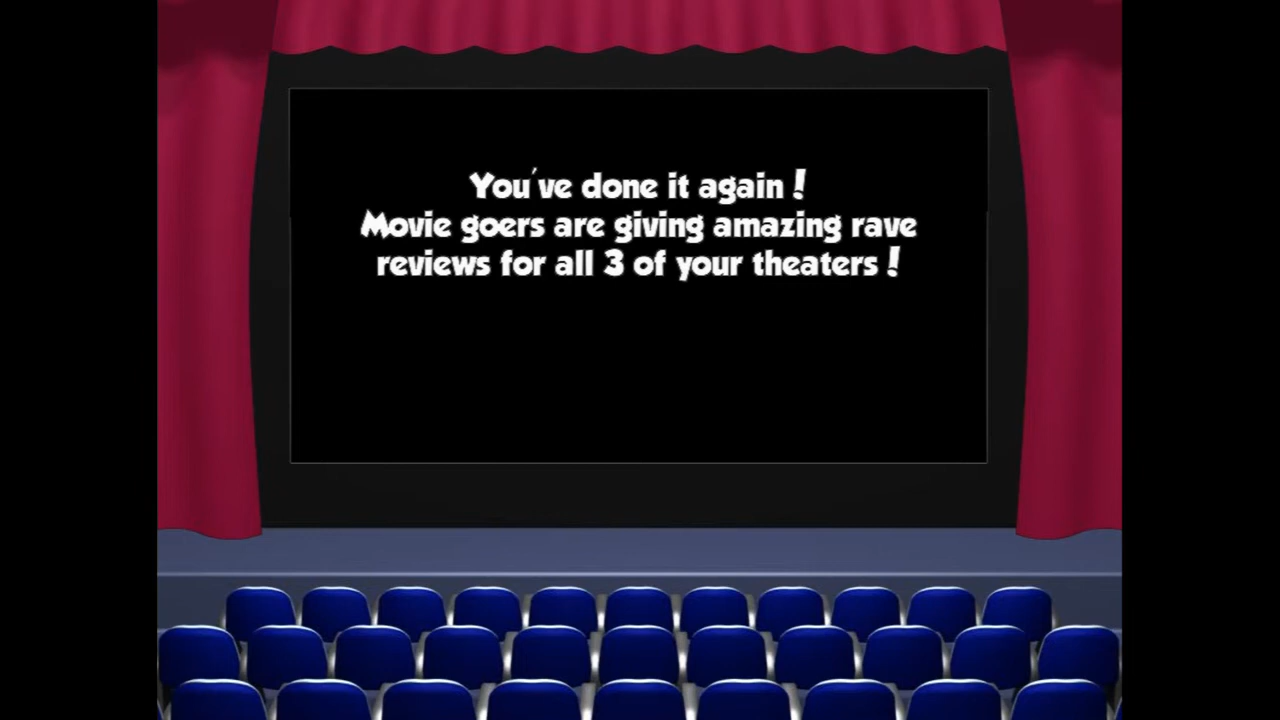 You've done it again!
Movie goers are giving amazing rave
reviews for all 3 of your theaters!